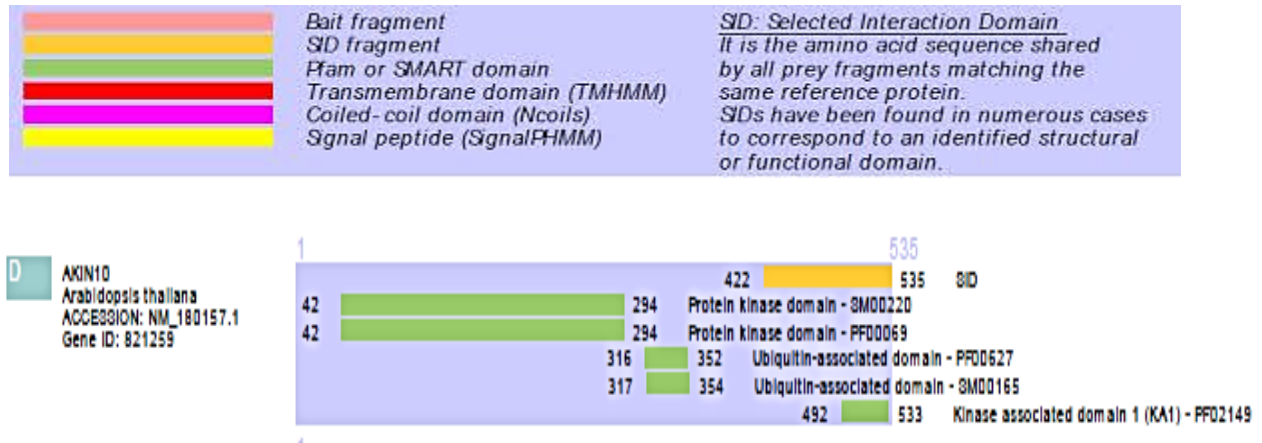 Bait fragment
SID fragment
Pfam or SMART domain
Transmembrane domain (TMHMM)
Coiled-coil domain (Ncoils)
Signal peptide (SignalPHMM)
SID: Selected Interaction Domain
It is the amino acid sequence shared
by all prey fragments matching the
same reference protein.
SIDs have been found in numerous cases
to correspond to an identified structural
or functional domain.
1 535
D
AKIN10
Arabidopsis thaliana
ACCESSION: NM_180157.1
Gene ID: 821259
422 535 SID
42 294 Protein kinase domain - SM00220
42 294 Protein kinase domain - PF00069
316 352 Ubiquitin-associated domain - PF00627
317 354 Ubiquitin-associated domain - SM00165
492 533 Kinase associated domain 1 (KA1) - PF02149